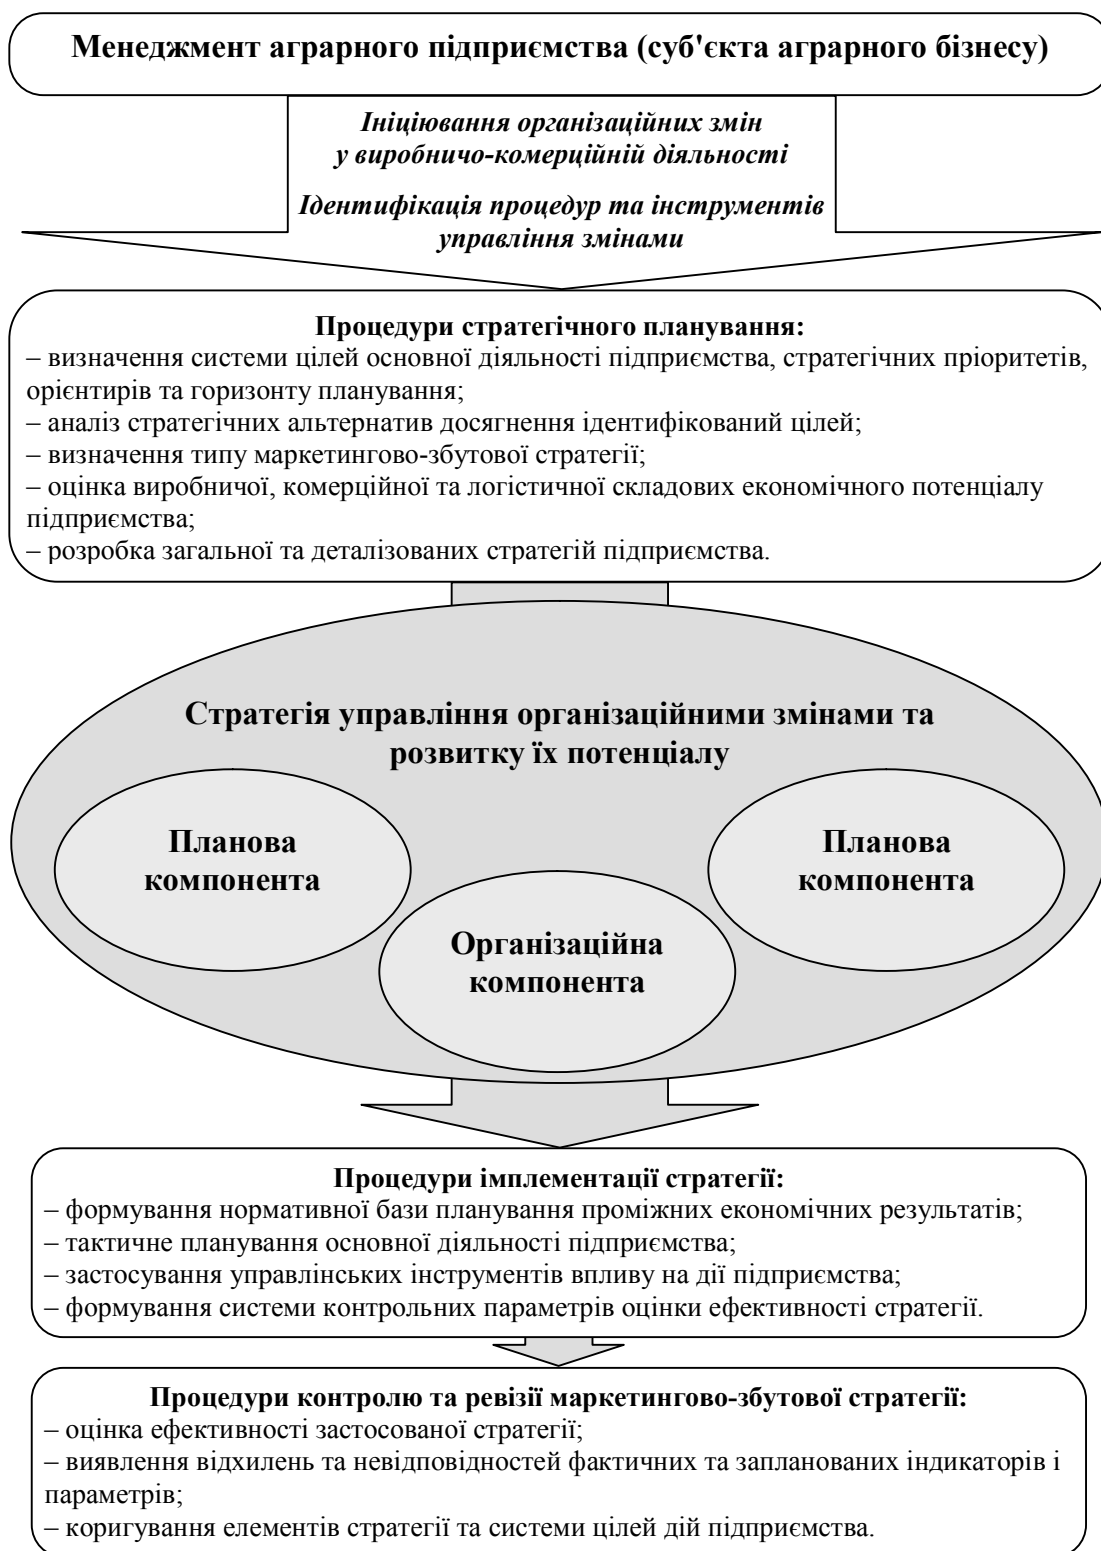 Менеджмент аграрного підприємства (суб'єкта аграрного бізнесу)
Ініціювання організаційних змін
у виробничо-комерційній діяльності
Ідентифікація процедур та інструментів
управління змінами
Процедури стратегічного планування:
– визначення системи цілей основної діяльності підприємства, стратегічних пріоритетів,
орієнтирів та горизонту планування;
– аналіз стратегічних альтернатив досягнення ідентифікований цілей;
– визначення типу маркетингово-збутової стратегії;
– оцінка виробничої, комерційної та логістичної складових економічного потенціалу
підприємства;
– розробка загальної та деталізованих стратегій підприємства.
Стратегія управління організаційними змінами та
розвитку їх потенціалу
Планова
компонента
Організаційна
компонента
Планова
компонента
Процедури імплементації стратегії:
– формування нормативної бази планування проміжних економічних результатів;
– тактичне планування основної діяльності підприємства;
– застосування управлінських інструментів впливу на дії підприємства;
– формування системи контрольних параметрів оцінки ефективності стратегії.
Процедури контролю та ревізії маркетингово-збутової стратегії:
– оцінка ефективності застосованої стратегії;
– виявлення відхилень та невідповідностей фактичних та запланованих індикаторів і
параметрів;
– коригування елементів стратегії та системи цілей дій підприємства.